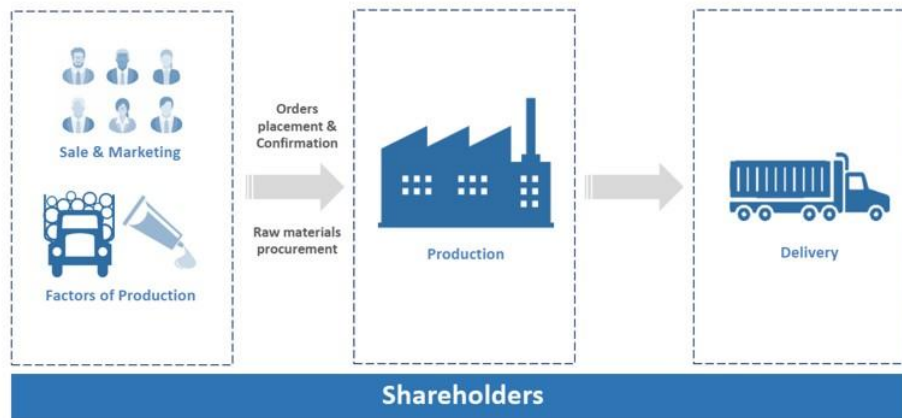 Sale & Marketing
Factors of Production
Orders
placement &
Confirmation
Raw materials
procurement
Production
Delivery
Shareholders